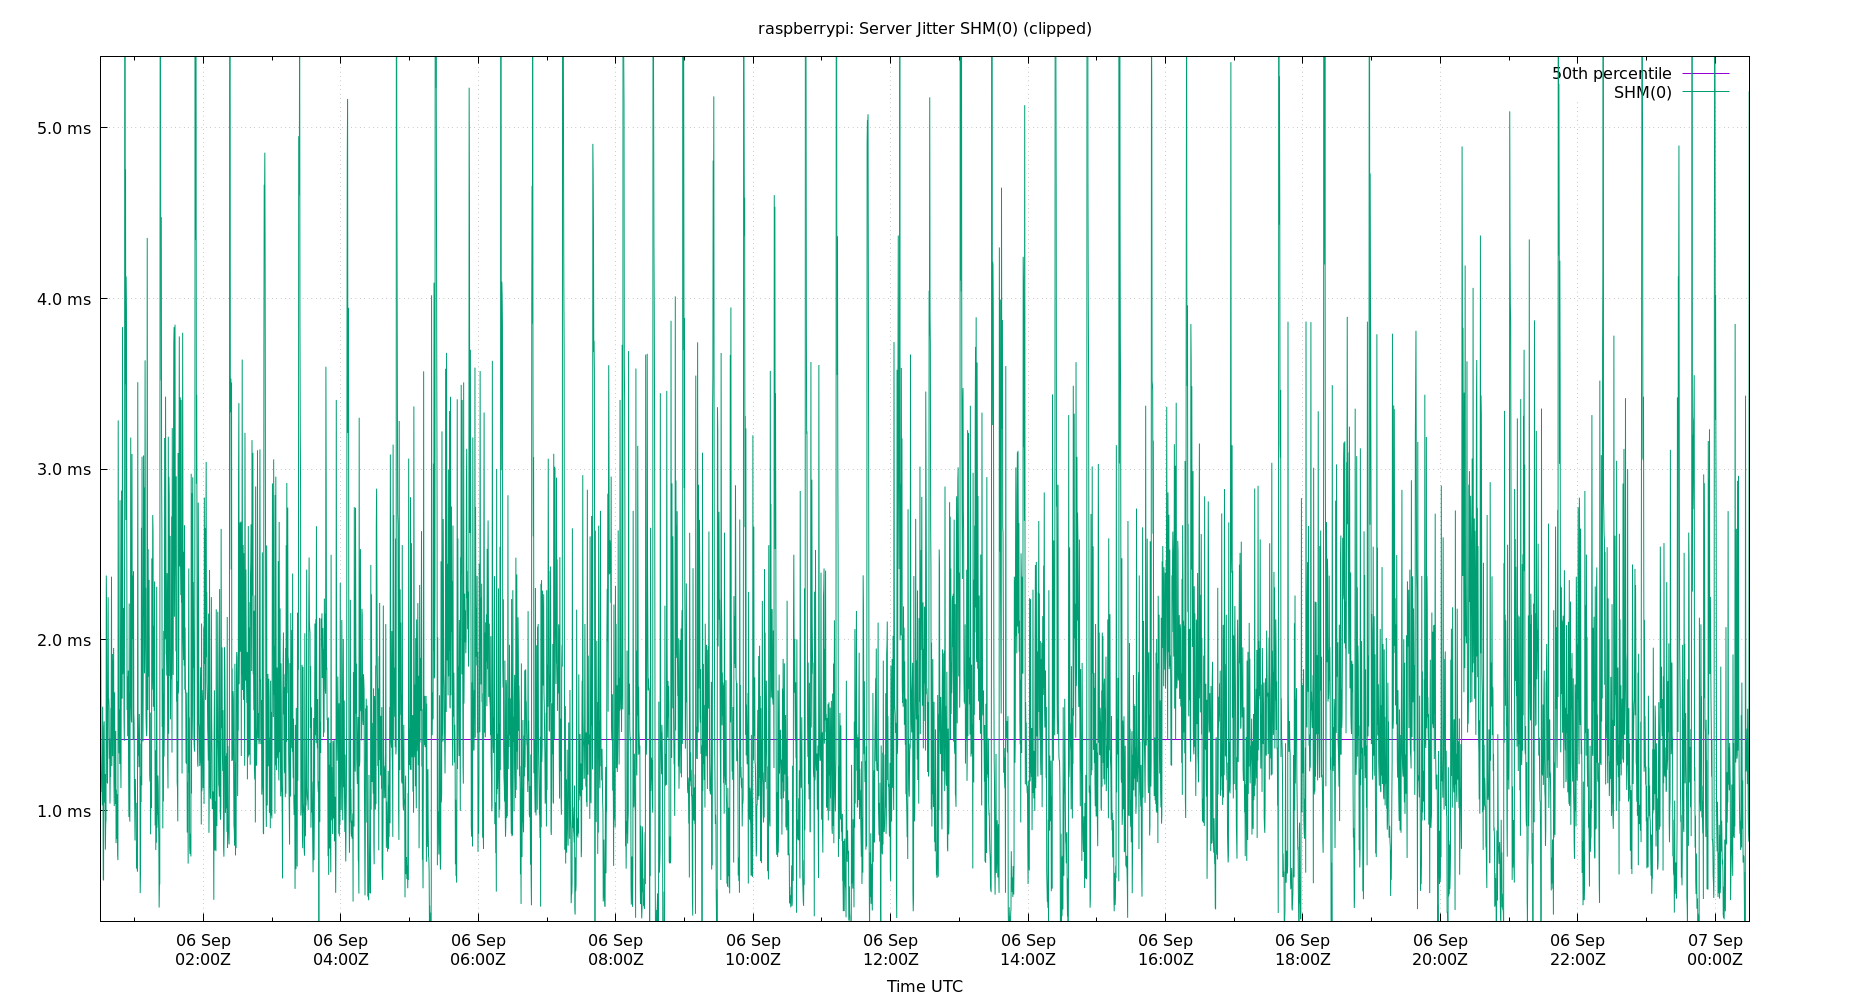 raspberrypi: Server Jitter SHM(0) (clipped)
50th percentile
SHM(0)
5.0 ms
4.0 ms
3.0 ms
2.0 ms
1.0 ms
06 Sep 06 Sep 06 Sep 06 Sep 06 Sep 06 Sep 06 Sep 06 Sep 06 Sep 06 Sep 06 Sep 07 Sep
02:00Z 04:00Z 06:00Z 08:00Z 10:00Z 12:00Z 14:00Z 16:00Z 18:00Z 20:00Z 22:00Z 00:00Z
Time UTC